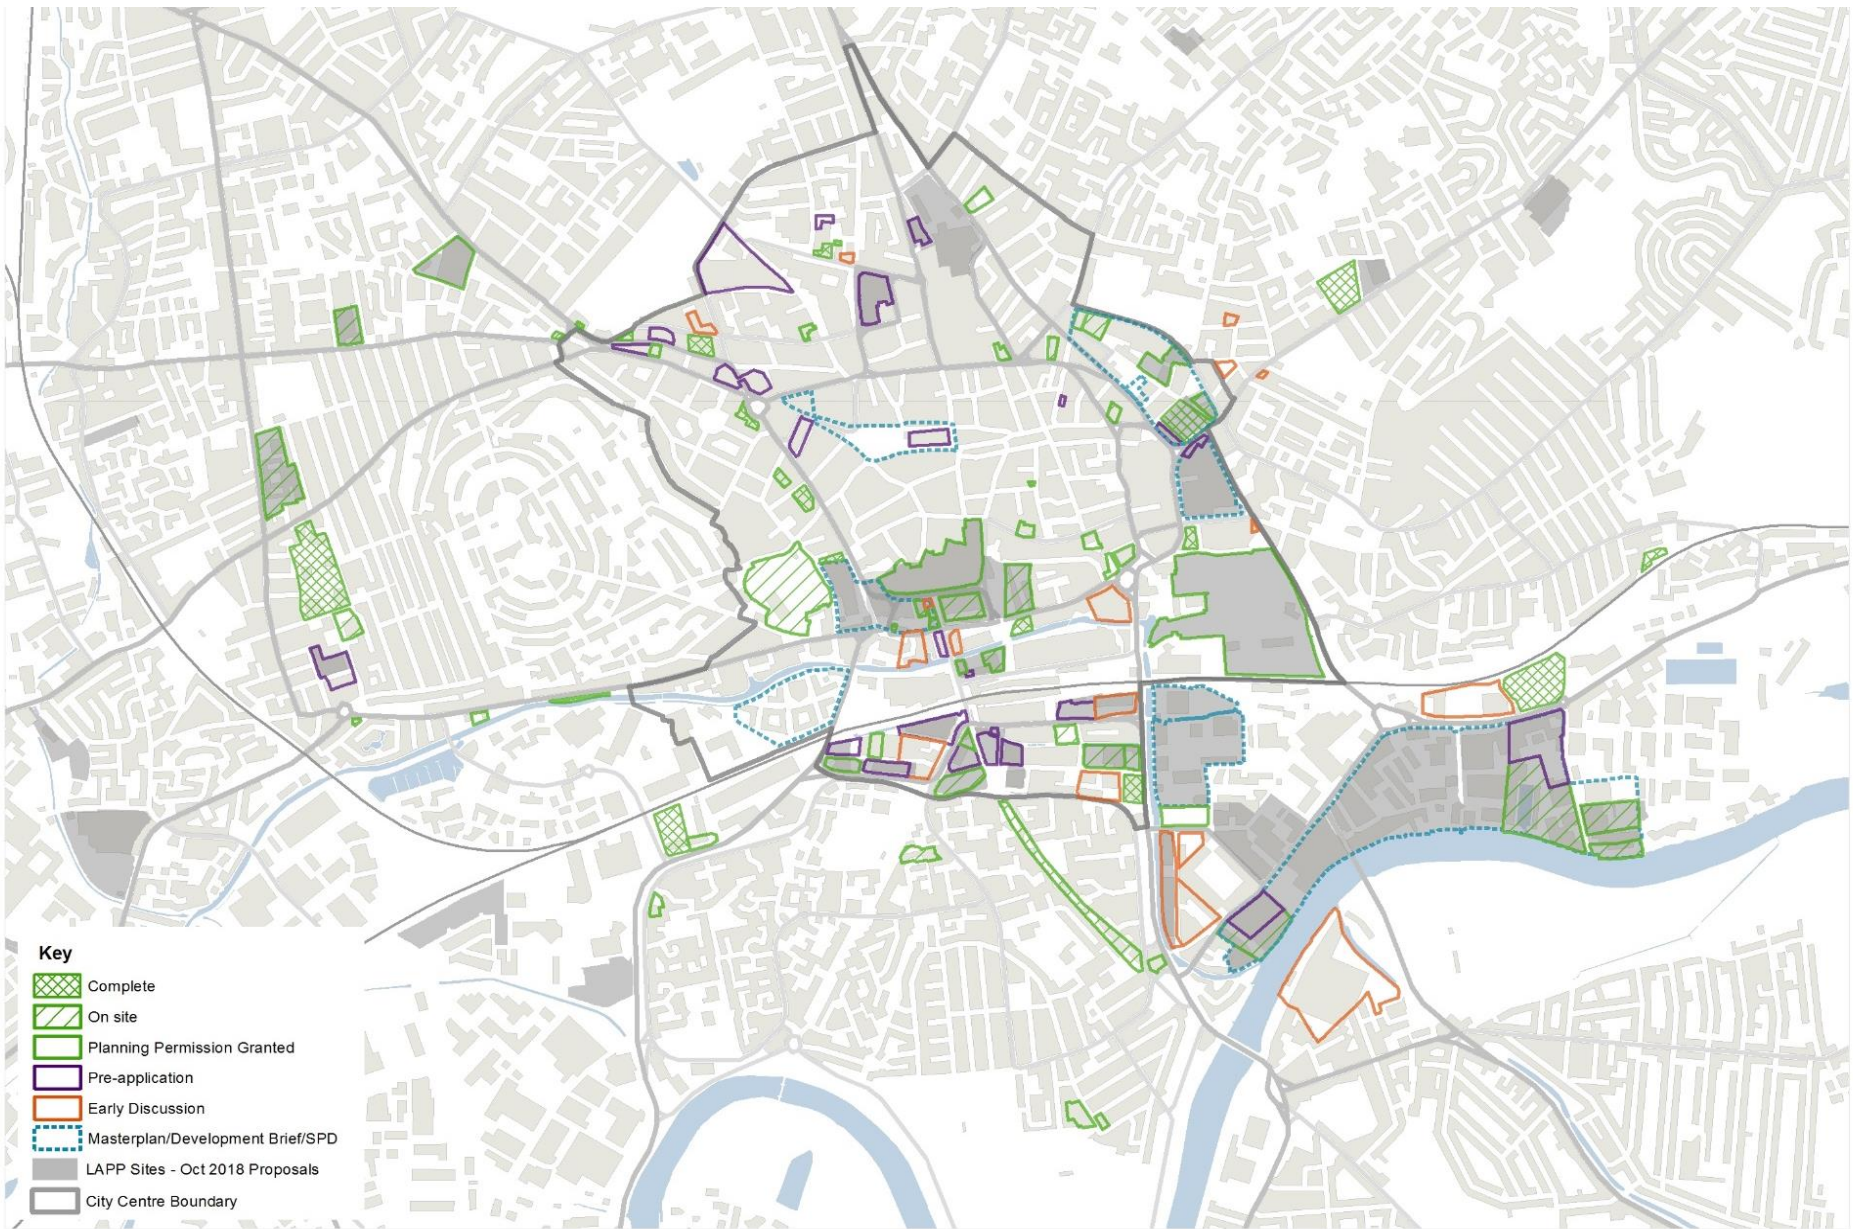 Key
Complete
On site
Planning Permission Granted
Pre-application
Early Discussion
Masterplan/Development Brief/SPD
LAPP Sites - Oct 2018 Proposals
City Centre Boundary